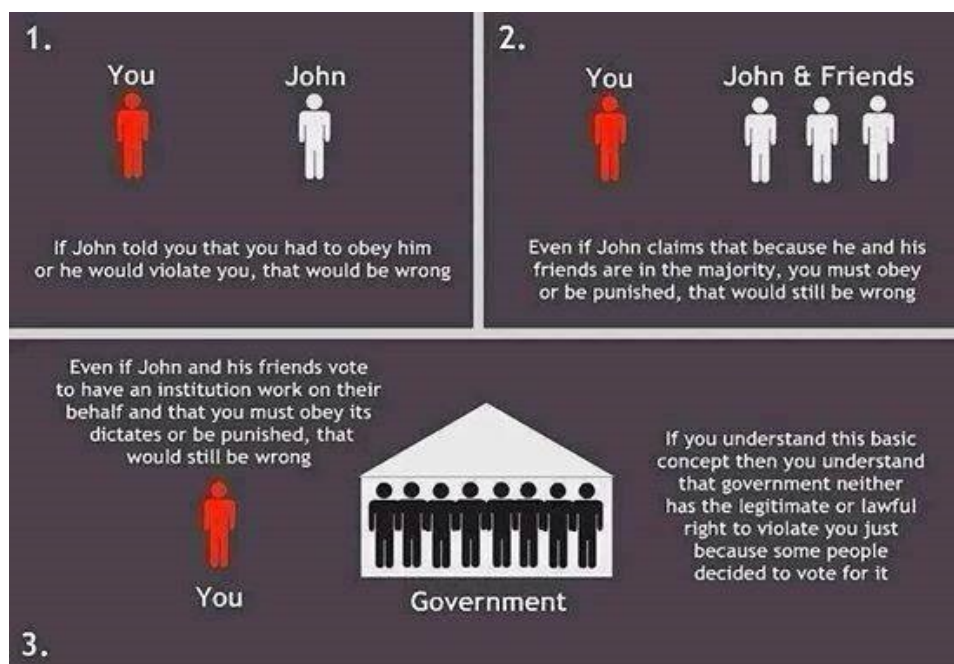 1.
You
John
If John told you that you had to obey him
or he would violate you, that would be wrong
2.
You
John & Friends
Even if John claims that because he and his
friends are in the majority, you must obey
or be punished, that would still be wrong
Even if John and his friends vote
to have an institution work on their
behalf and that you must obey its
dictates or be punished, that
would still be wrong
You
Government
If you understand this basic
concept then you understand
that government neither
has the legitimate or lawful
right to violate you just
because some people
decided to vote for it
3.